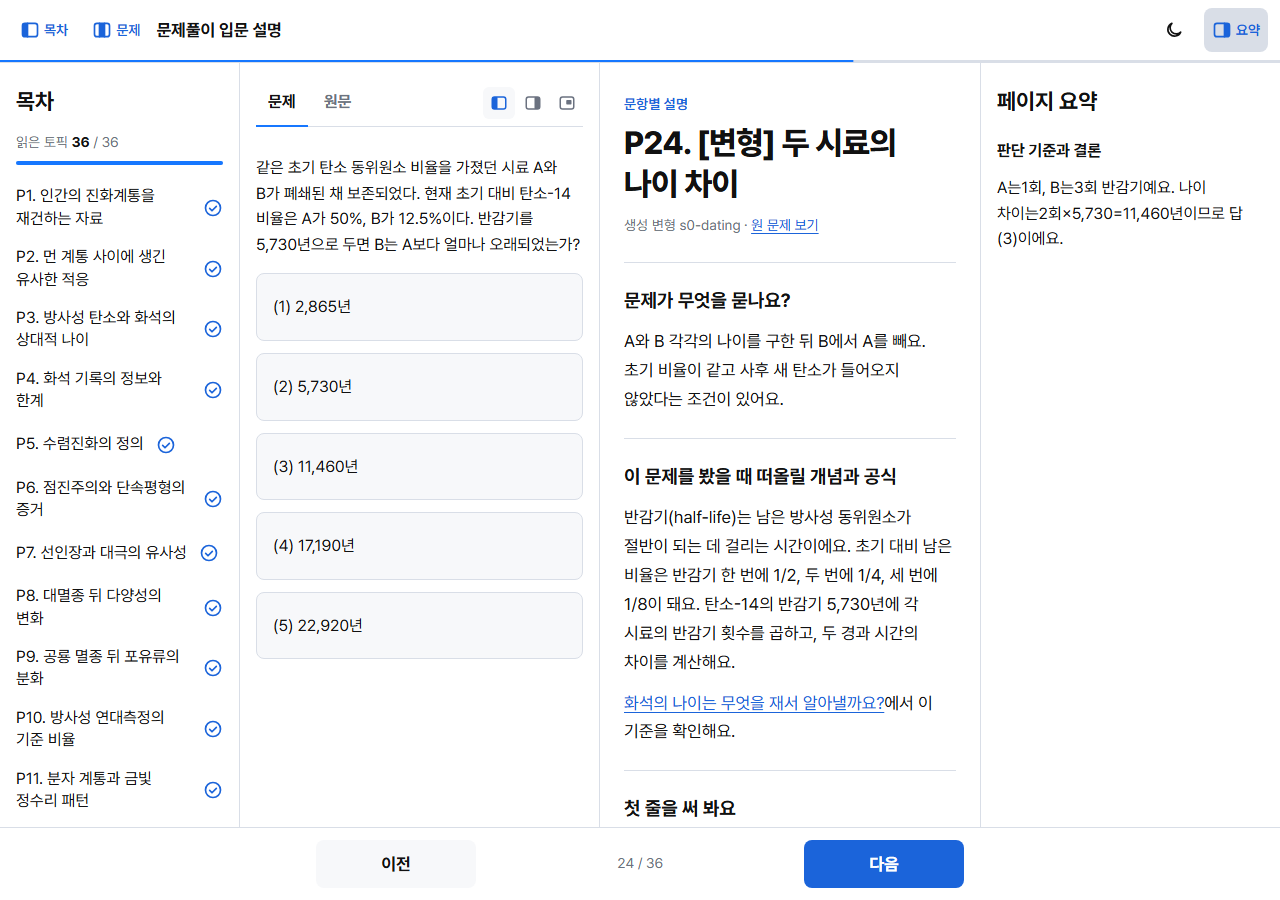 목차
문제
문제풀이 입문 설명
요약
목차
읽은 토픽 36 / 36
P1. 인간의 진화계통을
재건하는 자료
P2. 먼 계통 사이에 생긴
유사한 적응
P3. 방사성 탄소와 화석의
상대적 나이
P4. 화석 기록의 정보와
한계
P5. 수렴진화의 정의
P6. 점진주의와 단속평형의
증거
P7. 선인장과 대극의 유사성
P8. 대멸종 뒤 다양성의
변화
P9. 공룡 멸종 뒤 포유류의
분화
P10. 방사성 연대측정의
기준 비율
P11. 분자 계통과 금빛
정수리 패턴
문제
원문
같은 초기 탄소 동위원소 비율을 가졌던 시료 A와
B가 폐쇄된 채 보존되었다. 현재 초기 대비 탄소-14
비율은 A가 50%, B가 12.5%이다. 반감기를
5,730년으로 두면 B는 A보다 얼마나 오래되었는가?
(1) 2,865년
(2) 5,730년
(3) 11,460년
(4) 17,190년
(5) 22,920년
문항별 설명
P24. [변형] 두 시료의
나이 차이
생성 변형 s0-dating · 원 문제 보기
문제가 무엇을 묻나요?
A와 B 각각의 나이를 구한 뒤 B에서 A를 빼요.
초기 비율이 같고 사후 새 탄소가 들어오지
않았다는 조건이 있어요.
이 문제를 봤을 때 떠올릴 개념과 공식
반감기(half-life)는 남은 방사성 동위원소가
절반이 되는 데 걸리는 시간이에요. 초기 대비 남은
비율은 반감기 한 번에 1/2, 두 번에 1/4, 세 번에
1/8이 돼요. 탄소-14의 반감기 5,730년에 각
시료의 반감기 횟수를 곱하고, 두 경과 시간의
차이를 계산해요.
화석의 나이는 무엇을 재서 알아낼까요?에서 이
기준을 확인해요.
첫 줄을 써 봐요
페이지 요약
판단 기준과 결론
A는1회, B는3회 반감기예요. 나이
차이는2회×5,730=11,460년이므로 답
(3)이에요.
이전
24 / 36
다음